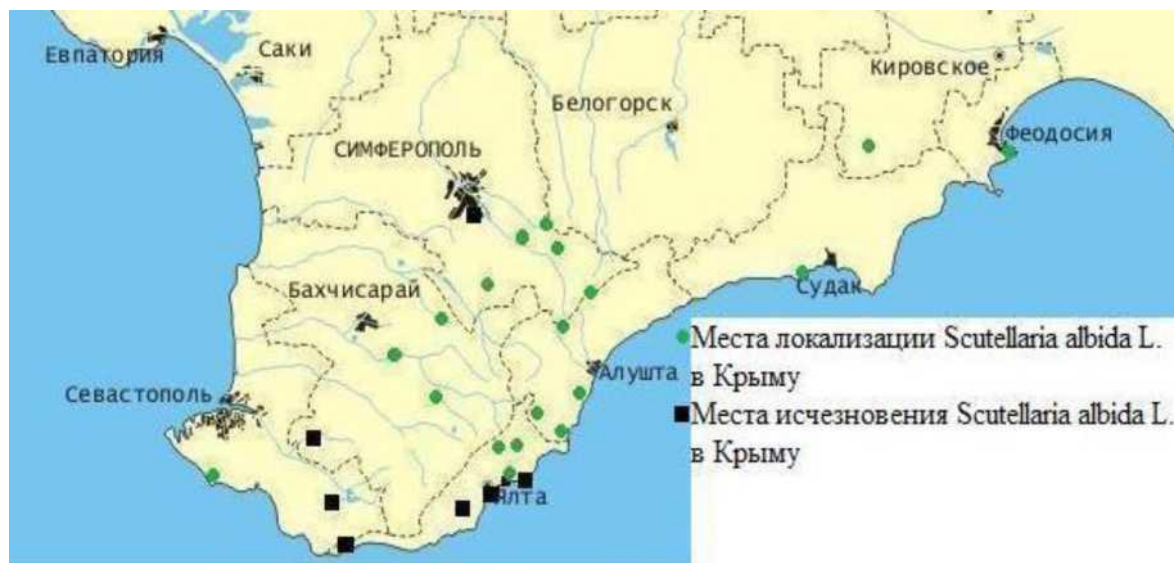 Евпатория
Саки
Кировское
Белогорск
Феодосия
СИМФЕРОПОЛЬ
Судак
Бахчисарай
Места локализации Scutellaria albida L.
в Крыму
Алушта
Севастополь
Места исчезновения Scutellaria albida L.
в Крыму
Ялта